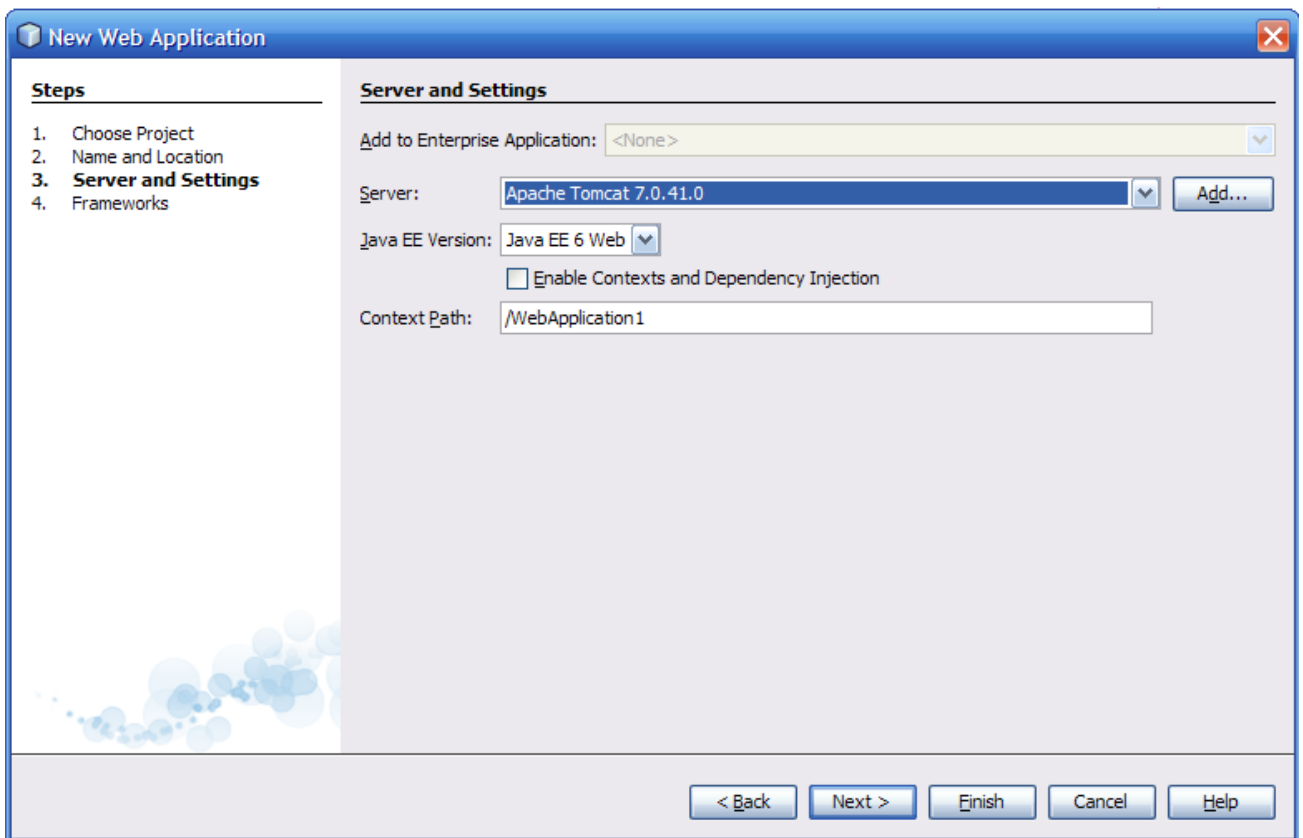 New Web Application
Steps
1. Choose Project
2. Name and Location
3. Server and Settings
4. Frameworks
Server and Settings
Add to Enterprise Application: <None>
Server: Apache Tomcat 7.0.41.0 Add...
Java EE Version: Java EE 6 Web
Enable Contexts and Dependency Injection
Context Path: /WebApplication1
< Back Next > Finish Cancel Help